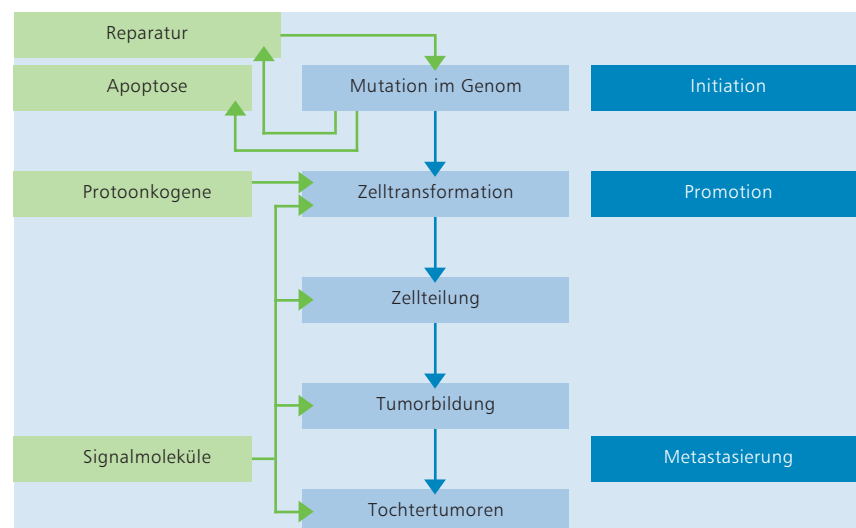 Reparatur
Apoptose
Mutation im Genom
Initiation
Protoonkogene
Zelltransformation
Promotion
Zellteilung
Tumorbildung
Signalmoleküle
Metastasierung
Tochtertumoren